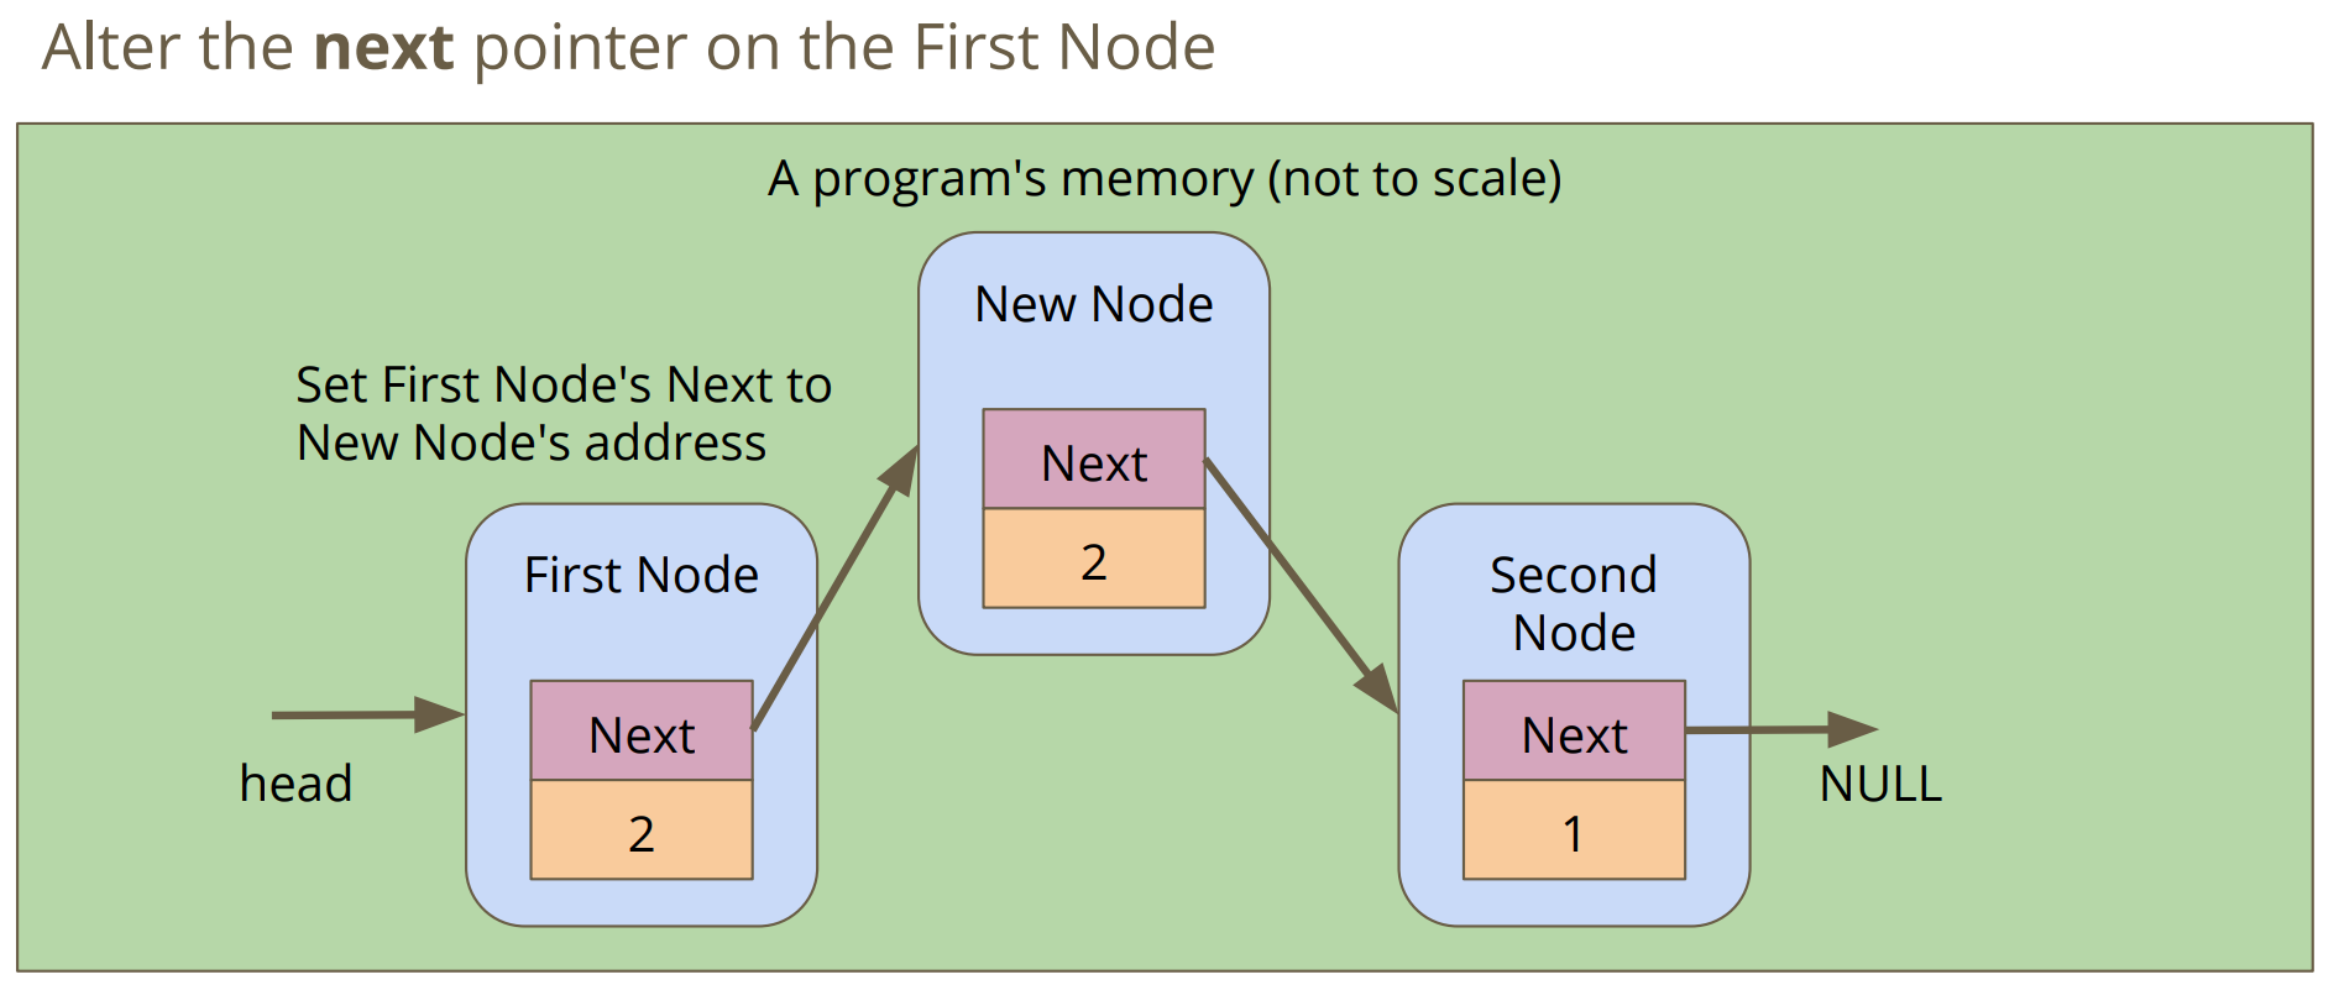 Alter the next pointer on the First Node
A program's memory (not to scale)
New Node
Next
2
Set First Node's Next to
New Node's address
First Node
Next
2
head
Second
Node
Next
1
NULL